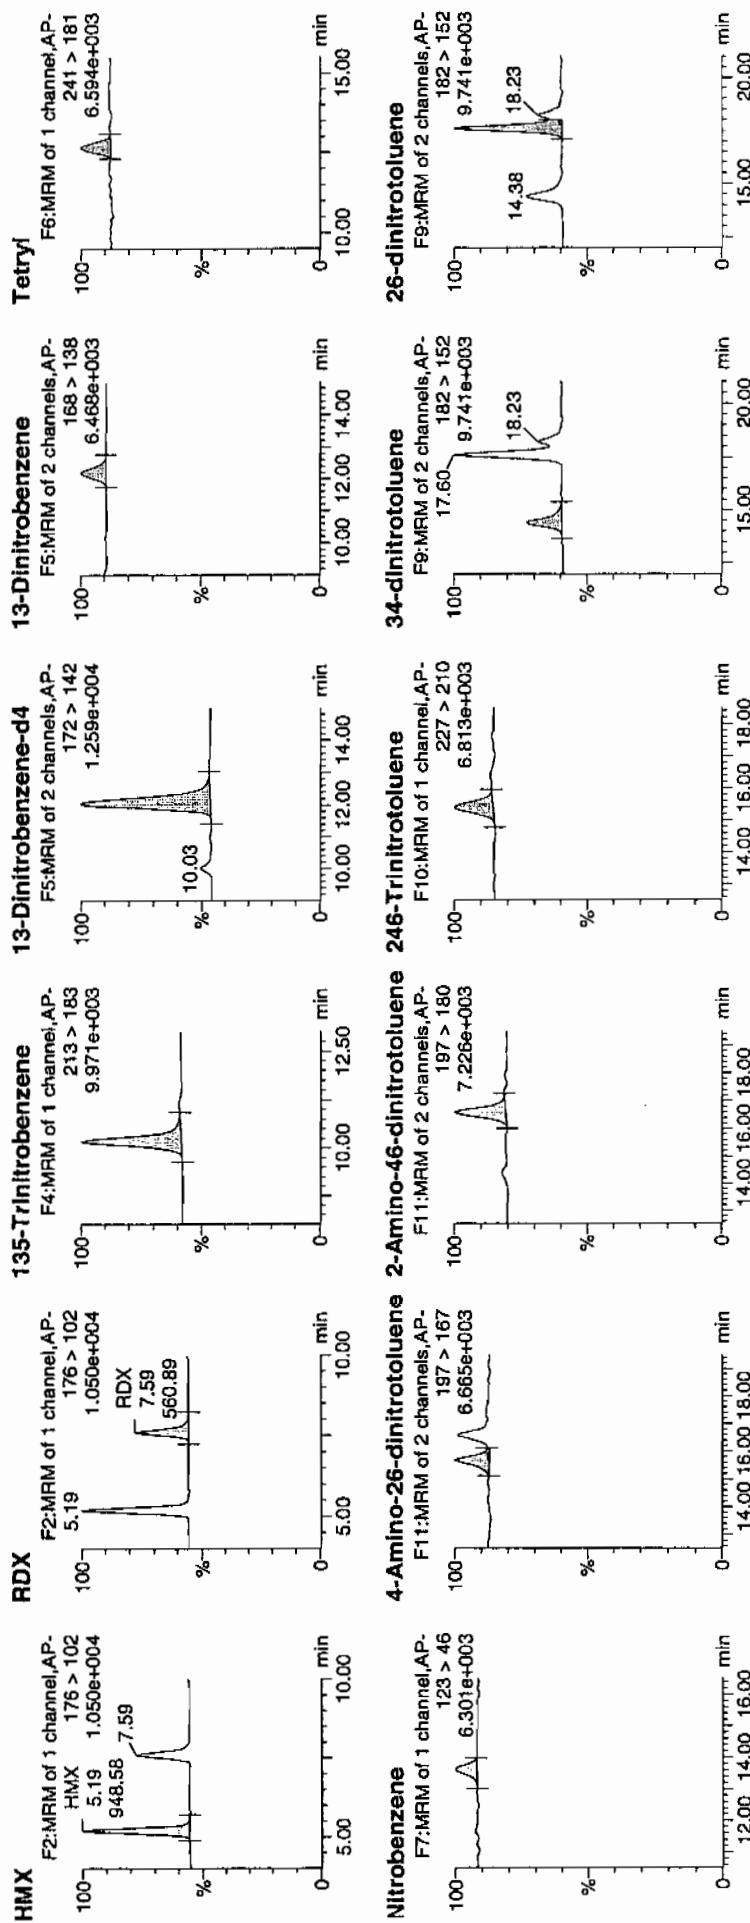 HMX
F2:MRM of 1 channel,AP-
176 > 102
1.050e+004
HMX
5.19
948.58
7.59
100
%
0
5.00
10.00
min
RDX
F2:MRM of 1 channel,AP-
176 > 102
1.050e+004
5.19
RDX
7.59
560.89
100
%
0
5.00
10.00
min
135-Trinitrobenzene
F4:MRM of 1 channel,AP-
213 > 183
9.971e+003
100
%
0
10.00
12.50
min
13-Dinitrobenzene-d4
F5:MRM of 2 channels,AP-
172 > 142
1.259e+004
10.03
100
%
0
10.00
12.00
14.00
min
13-Dinitrobenzene
F5:MRM of 2 channels,AP-
168 > 138
6.468e+003
100
%
0
10.00
12.00
14.00
min
Tetryl
F6:MRM of 1 channel,AP-
241 > 181
6.594e+003
100
%
0
10.00
15.00
min
Nitrobenzene
F7:MRM of 1 channel,AP-
123 > 46
6.301e+003
100
%
0
12.00
14.00
16.00
min
4-Amino-26-dinitrotoluene
F11:MRM of 2 channels,AP-
197 > 167
6.665e+003
100
%
0
14.00
16.00
18.00
min
2-Amino-46-dinitrotoluene
F11:MRM of 2 channels,AP-
197 > 180
7.226e+003
100
%
0
14.00
16.00
18.00
min
246-Trinitrotoluene
F10:MRM of 1 channel,AP-
227 > 210
6.813e+003
100
%
0
14.00
16.00
18.00
min
34-dinitrotoluene
F9:MRM of 2 channels,AP-
182 > 152
9.741e+003
17.60
18.23
100
%
0
15.00
20.00
min
26-dinitrotoluene
F9:MRM of 2 channels,AP-
182 > 152
9.741e+003
14.38
18.23
100
%
0
15.00
20.00
min